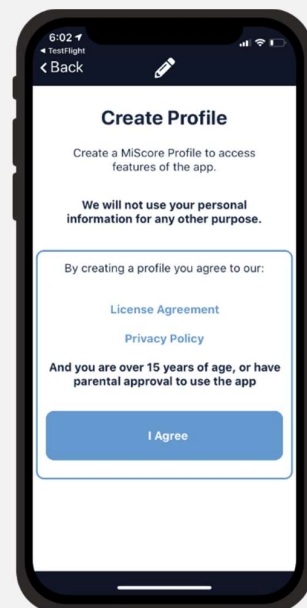 6:02
TestFlight
Back
Create Profile
Create a MiScore Profile to access
features of the app.
We will not use your personal
information for any other purpose.
By creating a profile you agree to our:
License Agreement
Privacy Policy
And you are over 15 years of age, or have
parental approval to use the app
I Agree